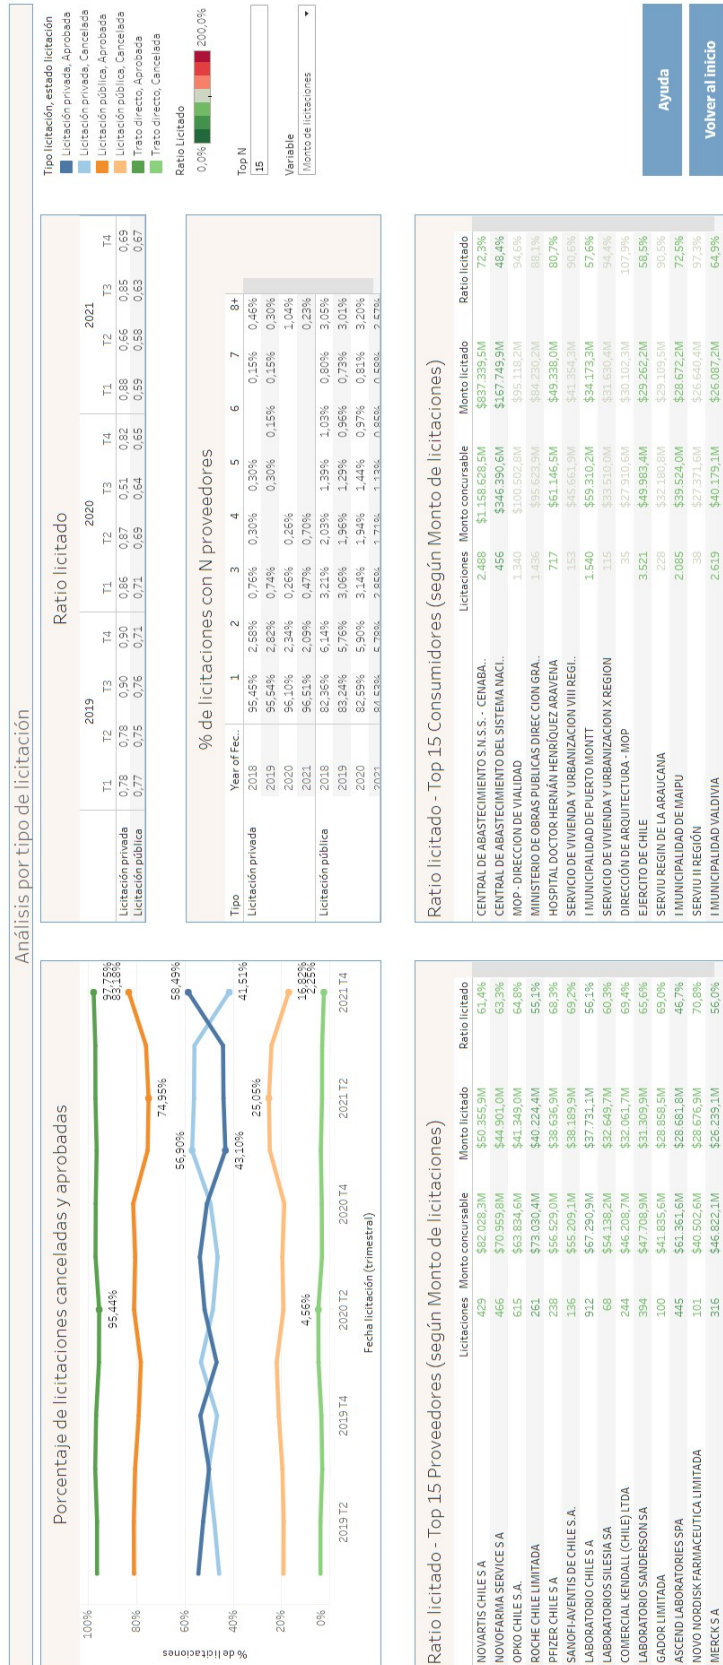 Análisis por tipo de licitación
Porcentaje de licitaciones canceladas y aprobadas
% de licitaciones
100%
80%
60%
40%
20%
0%
95,44%
97,75%
83,18%
74,95%
56,90%
58,49%
43,10%
41,51%
25,05%
16,82%
4,56%
2,25%
2019 T2
2019 T4
2020 T2
2020 T4
2021 T2
2021 T4
Fecha licitación (trimestral)
Ratio licitado
2019 2020 2021
T1 T2 T3 T4 T1 T2 T3 T4 T1 T2 T3 T4
Licitación privada 0,78 0,78 0,90 0,90 0,86 0,87 0,51 0,82 0,88 0,66 0,85 0,69
Licitación pública 0,77 0,75 0,76 0,71 0,71 0,69 0,64 0,65 0,59 0,58 0,63 0,67
% de licitaciones con N proveedores
Tipo Year of Fec.. 1 2 3 4 5 6 7 8+
Licitación privada 2018 95,45% 2,58% 0,76% 0,30% 0,30% 0,15% 0,46%
2019 95,54% 2,82% 0,74% 0,30% 0,15% 0,15% 0,30%
2020 96,10% 2,34% 0,26% 0,26% 1,04%
2021 96,51% 2,09% 0,47% 0,70% 0,23%
Licitación pública 2018 82,36% 6,14% 3,21% 2,03% 1,39% 1,03% 0,80% 3,05%
2019 83,24% 5,76% 3,06% 1,96% 1,29% 0,96% 0,73% 3,01%
2020 82,59% 5,90% 3,14% 1,94% 1,44% 0,97% 0,81% 3,20%
2021 84,53% 5,78% 2,85% 1,71% 1,13% 0,85% 0,58% 2,57%
Tipo licitación, estado licitación
Licitación privada, Aprobada
Licitación privada, Cancelada
Licitación pública, Aprobada
Licitación pública, Cancelada
Trato directo, Aprobada
Trato directo, Cancelada
Ratio Licitado
0,0% 200,0%
Top N
15
Variable
Monto de licitaciones
Ratio licitado - Top 15 Proveedores (según Monto de licitaciones)
Licitaciones Monto concursable Monto licitado Ratio licitado
NOVARTIS CHILE S A 429 $82.028,3M $50.355,9M 61,4%
NOVOFARMA SERVICE S A 466 $70.959,8M $44.901,0M 63,3%
OPKO CHILE S.A. 615 $63.834,6M $41.349,0M 64,8%
ROCHE CHILE LIMITADA 261 $73.030,4M $40.224,4M 55,1%
PFIZER CHILE S A 238 $56.529,0M $38.636,9M 68,3%
SANOFI-AVENTIS DE CHILE S.A. 136 $55.209,1M $38.189,9M 69,2%
LABORATORIO CHILE S A 912 $67.290,9M $37.731,1M 56,1%
LABORATORIOS SILESIA SA 68 $54.138,2M $32.649,7M 60,3%
COMERCIAL KENDALL (CHILE) LTDA 244 $46.208,7M $32.061,7M 69,4%
LABORATORIO SANDERSON SA 394 $47.708,9M $31.309,9M 65,6%
GADOR LIMITADA 100 $41.835,6M $28.858,5M 69,0%
ASCEND LABORATORIES SPA 445 $61.361,6M $28.681,8M 46,7%
NOVO NORDISK FARMACEUTICA LIMITADA 101 $40.502,6M $28.676,9M 70,8%
MERCK S A 316 $46.822,1M $26.239,1M 56,0%
Ratio licitado - Top 15 Consumidores (según Monto de licitaciones)
Licitaciones Monto concursable Monto licitado Ratio licitado
CENTRAL DE ABASTECIMIENTO S.N.S.S. - CENABA.. 2.488 $1.158.628,5M $837.339,5M 72,3%
CENTRAL DE ABASTECIMIENTO DEL SISTEMA NACI.. 456 $346.390,6M $167.749,9M 48,4%
MOP - DIRECCION DE VIALIDAD 1.340 $100.502,8M $95.118,2M 94,6%
MINISTERIO DE OBRAS PUBLICAS DIREC CION GRA.. 1.436 $95.623,9M $84.230,2M 88,1%
HOSPITAL DOCTOR HERNÁN HENRÍQUEZ ARAVENA 717 $61.146,5M $49.338,0M 80,7%
SERVICIO DE VIVIENDA Y URBANIZACION VIII REGI.. 153 $45.661,9M $41.354,3M 90,6%
I MUNICIPALIDAD DE PUERTO MONTT 1.540 $59.310,2M $34.173,3M 57,6%
SERVICIO DE VIVIENDA Y URBANIZACION X REGION 115 $33.510,0M $31.630,4M 94,4%
DIRECCIÓN DE ARQUITECTURA - MOP 35 $27.910,6M $30.102,3M 107,9%
EJERCITO DE CHILE 3.521 $49.983,4M $29.262,2M 58,5%
SERVIU REGIN DE LA ARAUCANA 228 $32.180,8M $29.109,5M 90,5%
I MUNICIPALIDAD DE MAIPU 2.085 $39.524,0M $28.672,2M 72,5%
SERVIU II REGIÓN 38 $27.371,6M $26.640,4M 97,3%
I MUNICIPALIDAD VALDIVIA 2.619 $40.179,1M $26.087,2M 64,9%
Ayuda
Volver al inicio